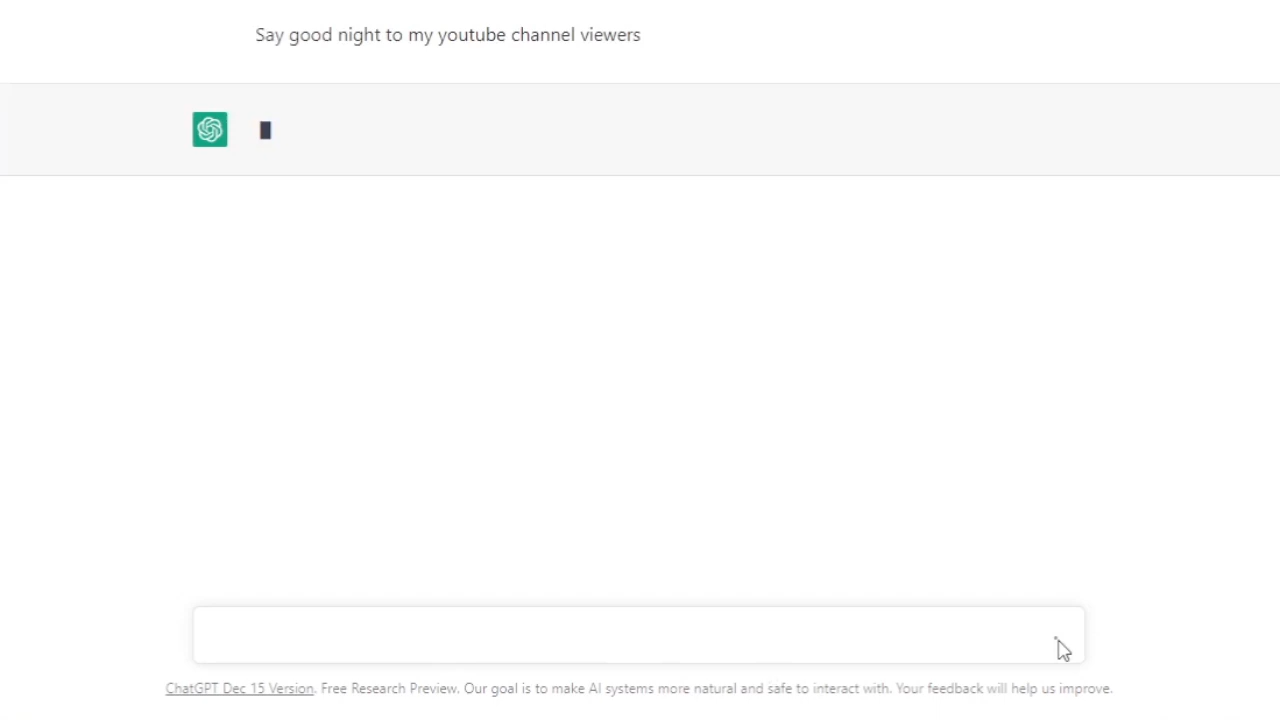 Say good night to my youtube channel viewers
ChatGPT Dec 15 Version. Free Research Preview. Our goal is to make AI systems more natural and safe to interact with. Your feedback will help us improve.